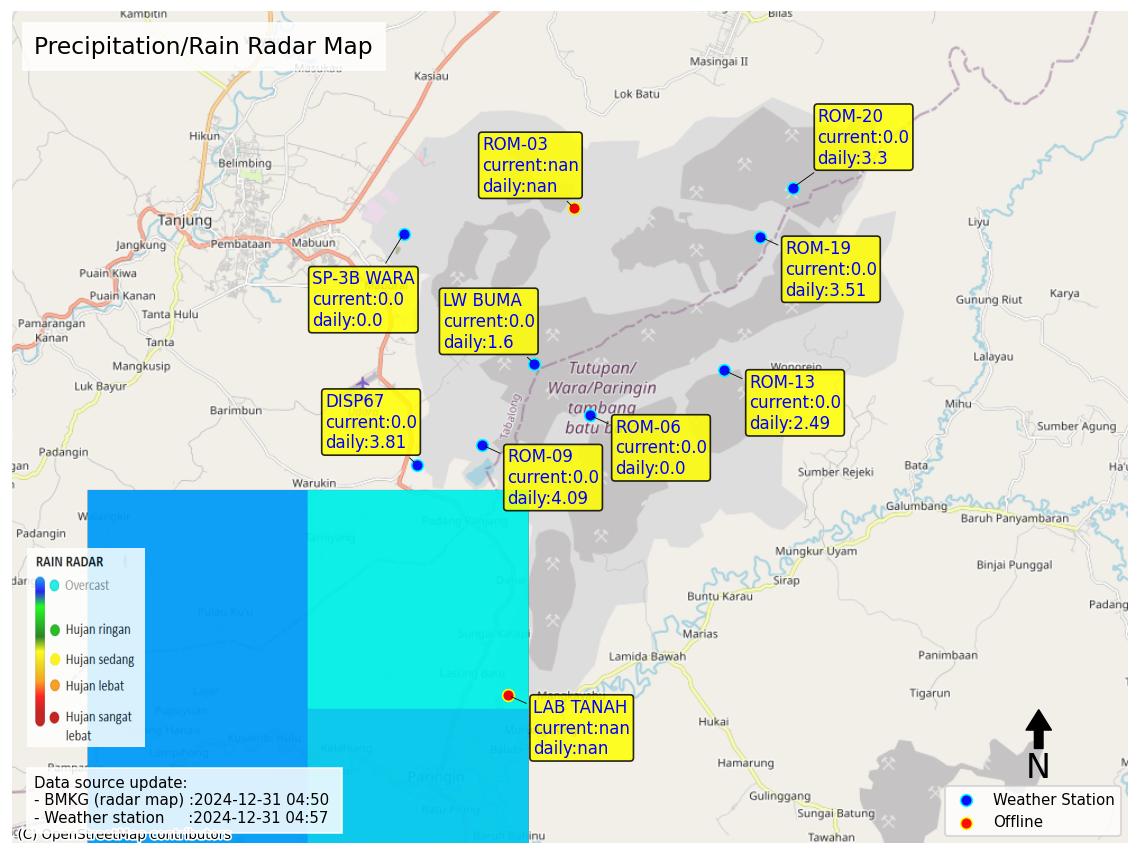 Precipitation/Rain Radar Map
Kambitin
Bilas
Masukau
Kasiau
Masingai II
Lok Batu
Hikun
Belimbing
ROM-03
current:nan
daily:nan
ROM-20
current:0.0
daily:3.3
Tanjung
Jangkung
Pembataan
Mabuun
Liyu
Puain Kiwa
Puain Kanan
SP-3B WARA
current:0.0
daily:0.0
LW BUMA
current:0.0
daily:1.6
ROM-19
current:0.0
daily:3.51
Gunung Riut
Karya
Tanta Hulu
Pamarangan
Kanan
Tanta
Mangkusip
Luk Bayur
Lalayau
Wonorejo
Tutupan/
Wara/Paringin
tambang
batu b
Tabalong
ROM-13
current:0.0
daily:2.49
Barimbun
Mihu
DISP67
current:0.0
daily:3.81
ROM-06
current:0.0
daily:0.0
Sumber Agung
Padangin
ROM-09
current:0.0
daily:4.09
Warukin
Sumber Rejeki
Bata
Galumbang
Baruh Panyambaran
Padangin
Padang Panjang
Mungkur Uyam
Binjai Punggal
Sirap
Buntu Karau
Padang
Marias
Lamida Bawah
Panimbaan
Tigarun
Hukai
Hamarung
Gulinggang
Sungai Batung
Tawahan
Paringin
LAB TANAH
current:nan
daily:nan
RAIN RADAR
Overcast
Hujan ringan
Hujan sedang
Hujan lebat
Hujan sangat
lebat
Data source update:
- BMKG (radar map) :2024-12-31 04:50
- Weather station :2024-12-31 04:57
(C) OpenStreetMap contributors
N
Weather Station
Offline